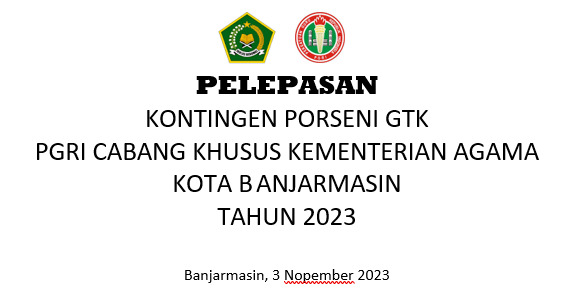 PELEPASAN
KONTINGEN PORSENI GTK
PGRI CABANG KHUSUS KEMENTERIAN AGAMA
KOTA BANJARMASIN
TAHUN 2023
Banjarmasin, 3 Nopember 2023